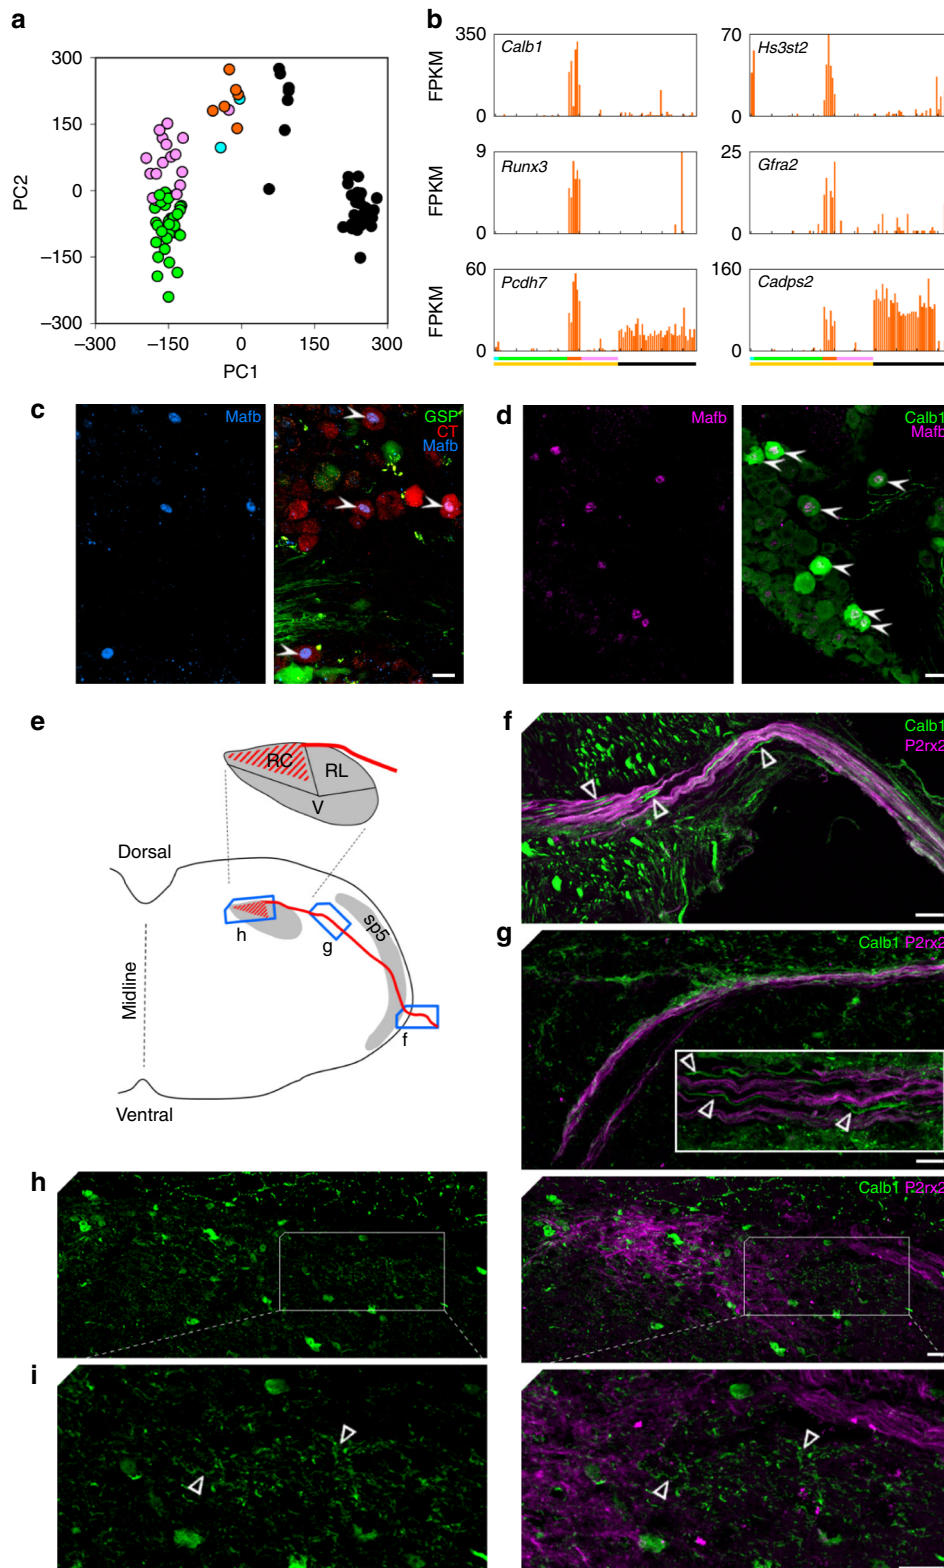 a
300
150
0
−150
−300
PC2
−300
−150
0
150
300
PC1
b
350
FPKM
0
Calb1
70
0
Hs3st2
9
FPKM
0
Runx3
25
0
Gfra2
60
FPKM
0
Pcdh7
160
0
Cadps2
c
Mafb
GSP
CT
Mafb
d
Mafb
Calb1
Mafb
e
RC
RL
V
Dorsal
Midline
Ventral
sp5
h
g
f
f
Calb1
P2rx2
g
Calb1 P2rx2
h
Calb1 P2rx2
i